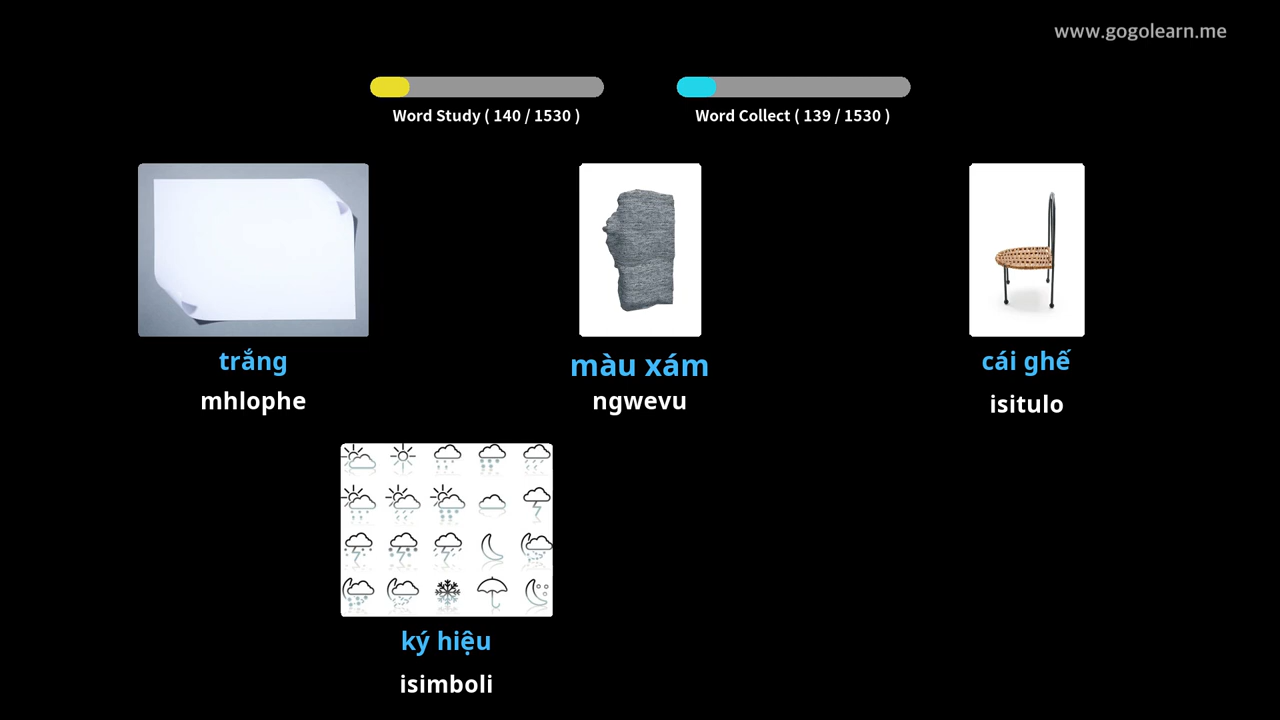 www.gogolearn.me
Word Study ( 140 / 1530 )
Word Collect ( 139 / 1530 )
trắng
màu xám
cái ghế
mhlophe
ngwevu
isitulo
ký hiệu
isimboli